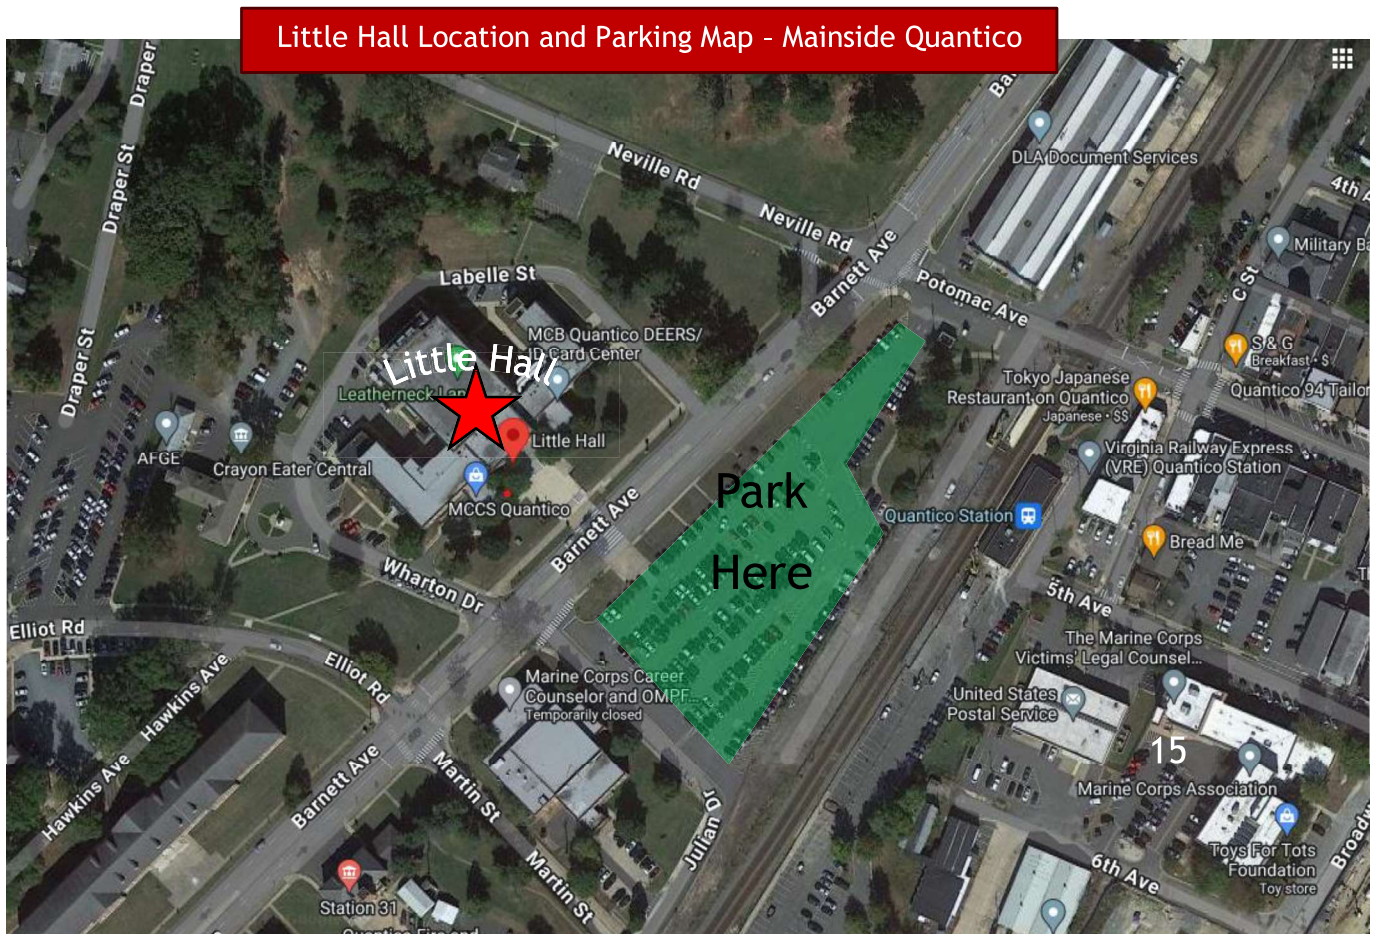 Little Hall Location and Parking Map – Mainside Quantico
Draper
Draper St
Draper St
Neville Rd
Neville Rd
Barnett Ave
Potomac Ave
DLA Document Services
C St
Labelle St
MCB Quantico DEERS/
ID Card Center
Little Hall
Little Hall
MCCS Quantico
AFGE
Crayon Eater Central
Wharton Dr
Barnett Ave
Park
Here
S & G
Breakfast • $
Quantico 94 Tailor
Tokyo Japanese
Restaurant on Quantico
Japanese • $$
Virginia Railway Express
(VRE) Quantico Station
Quantico Station
Bread Me
5th Ave
The Marine Corps
Victims' Legal Counsel...
United States
Postal Service
15
Marine Corps Association
Toys For Tots
Foundation
Toy store
6th Ave
Elliot Rd
Elliot Rd
Hawkins Ave
Hawkins Ave
Marine Corps Career
Counselor and OMPF...
Temporarily closed
Barnett Ave
Martin St
Martin St
Julian Dr
Station 31